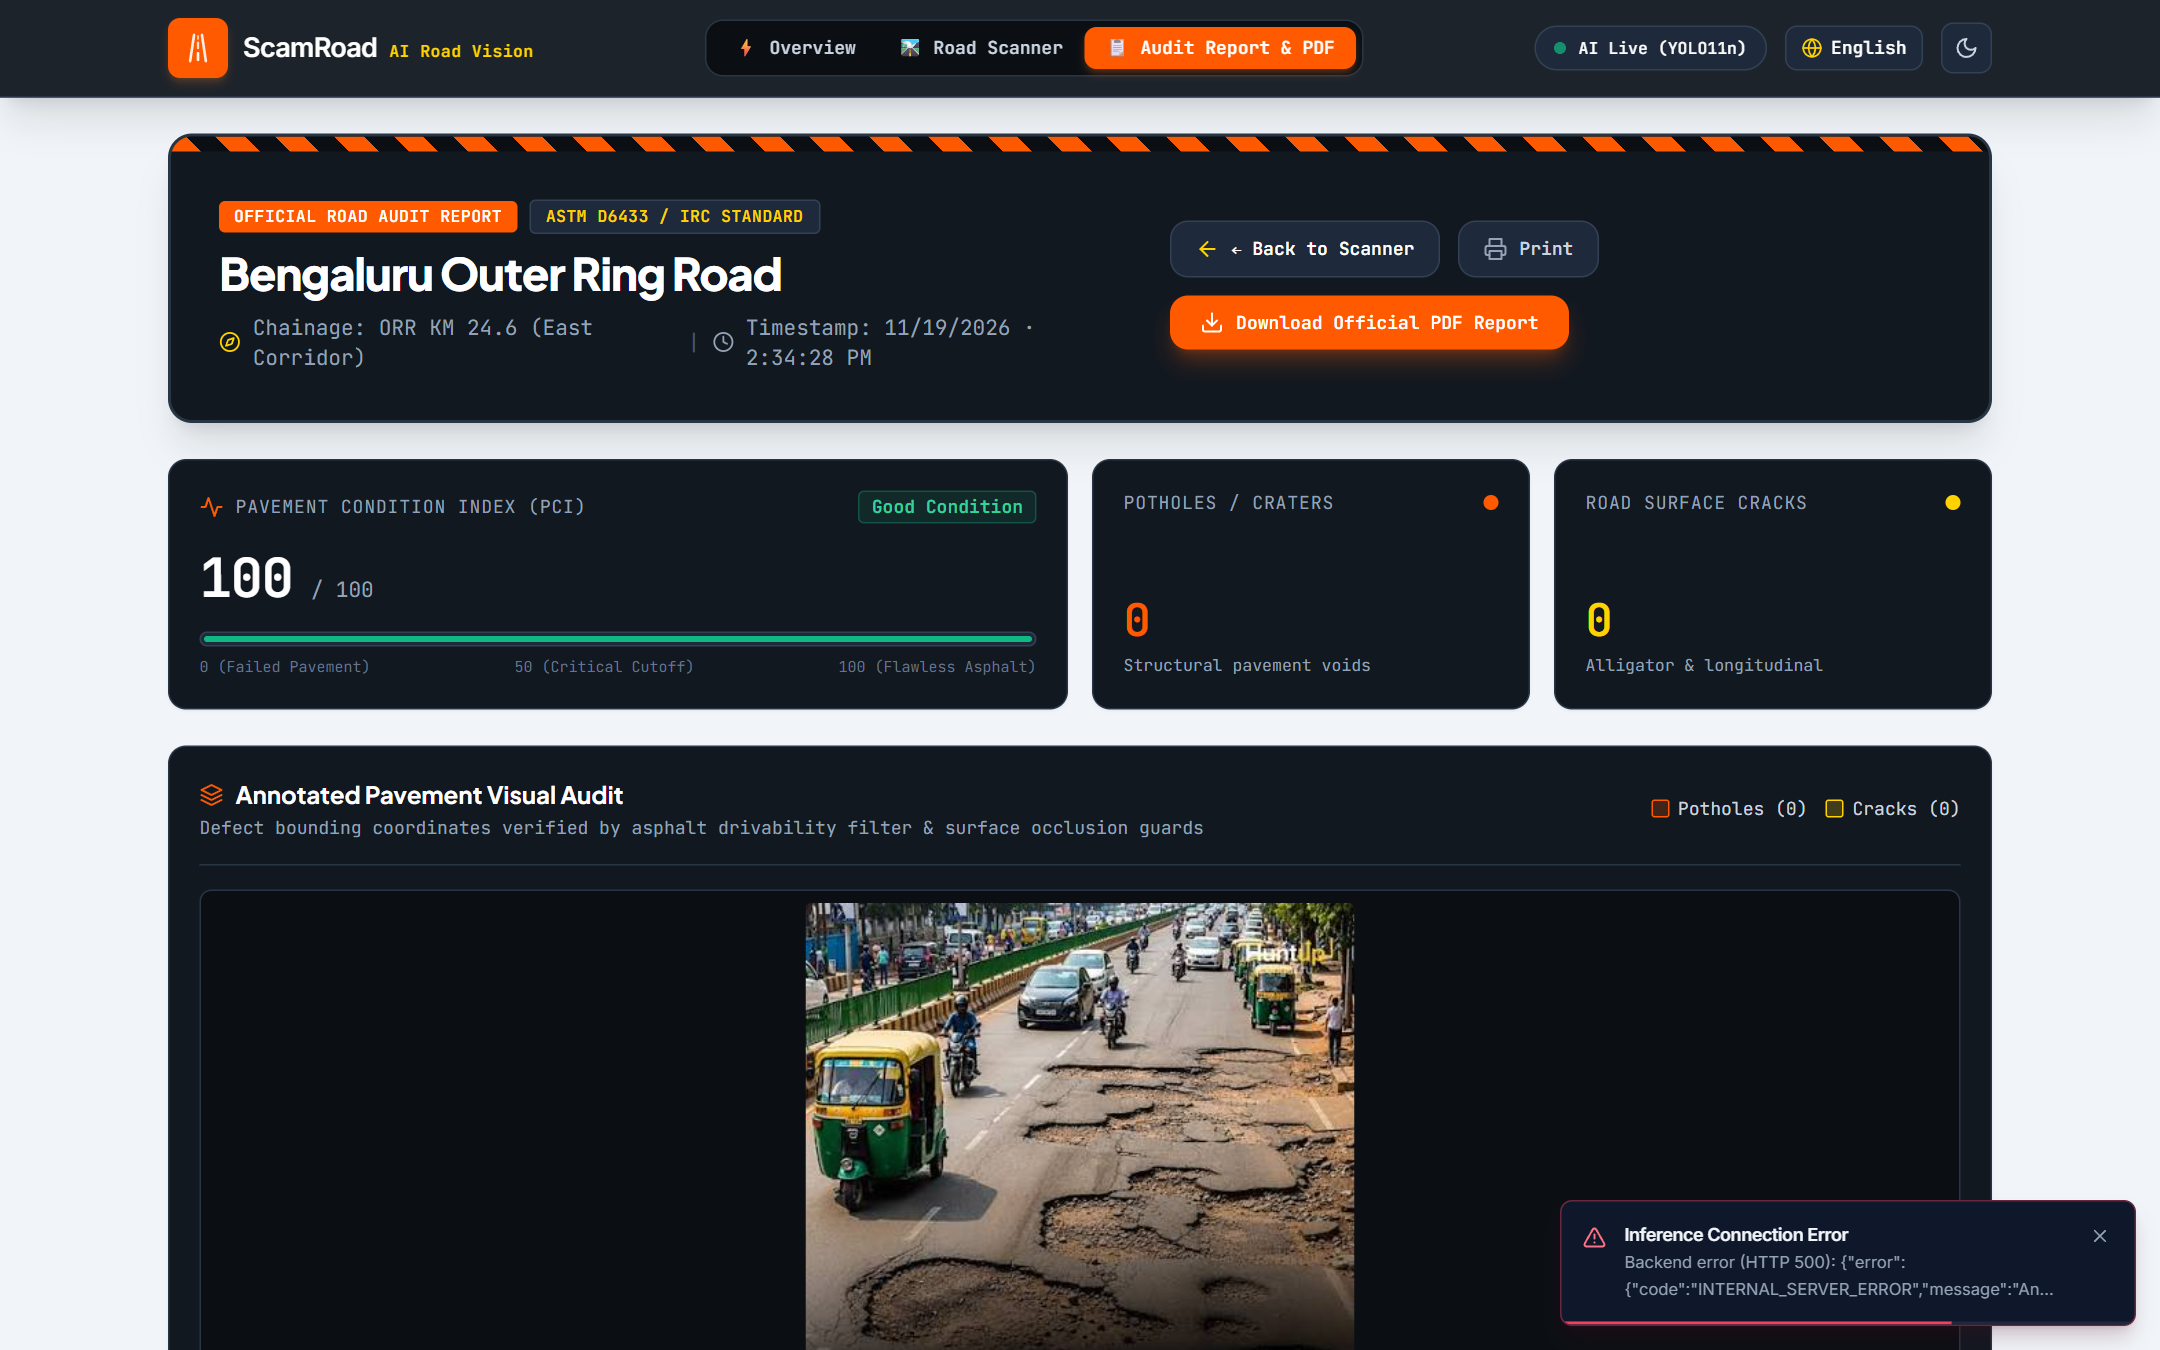 ScamRoad AI Road Vision
Overview
Road Scanner
Audit Report & PDF
AI Live (YOLO11n)
English
OFFICIAL ROAD AUDIT REPORT
ASTM D6433 / IRC STANDARD
Bengaluru Outer Ring Road
Chainage: ORR KM 24.6 (East
Corridor)
|
Timestamp: 11/19/2026 ·
2:34:28 PM
← Back to Scanner
Print
Download Official PDF Report
PAVEMENT CONDITION INDEX (PCI)
Good Condition
100 / 100
0 (Failed Pavement)
50 (Critical Cutoff)
100 (Flawless Asphalt)
POTHOLES / CRATERS
0
Structural pavement voids
ROAD SURFACE CRACKS
0
Alligator & longitudinal
Annotated Pavement Visual Audit
Defect bounding coordinates verified by asphalt drivability filter & surface occlusion guards
Potholes (0)
Cracks (0)
HuntUp
Inference Connection Error
Backend error (HTTP 500): {"error":
{"code":"INTERNAL_SERVER_ERROR","message":"An...